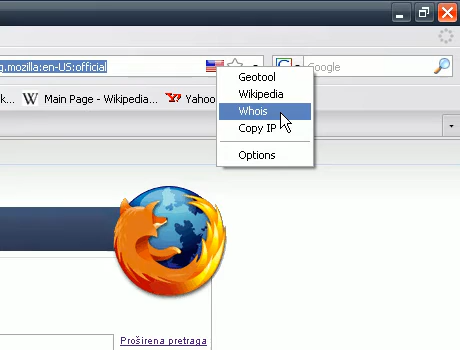 g.mozilla:en-US:official
Google
k...
Main Page - Wikipedia...
Yahoo
Geotool
Wikipedia
Whois
Copy IP
Options
Proširena pretraga